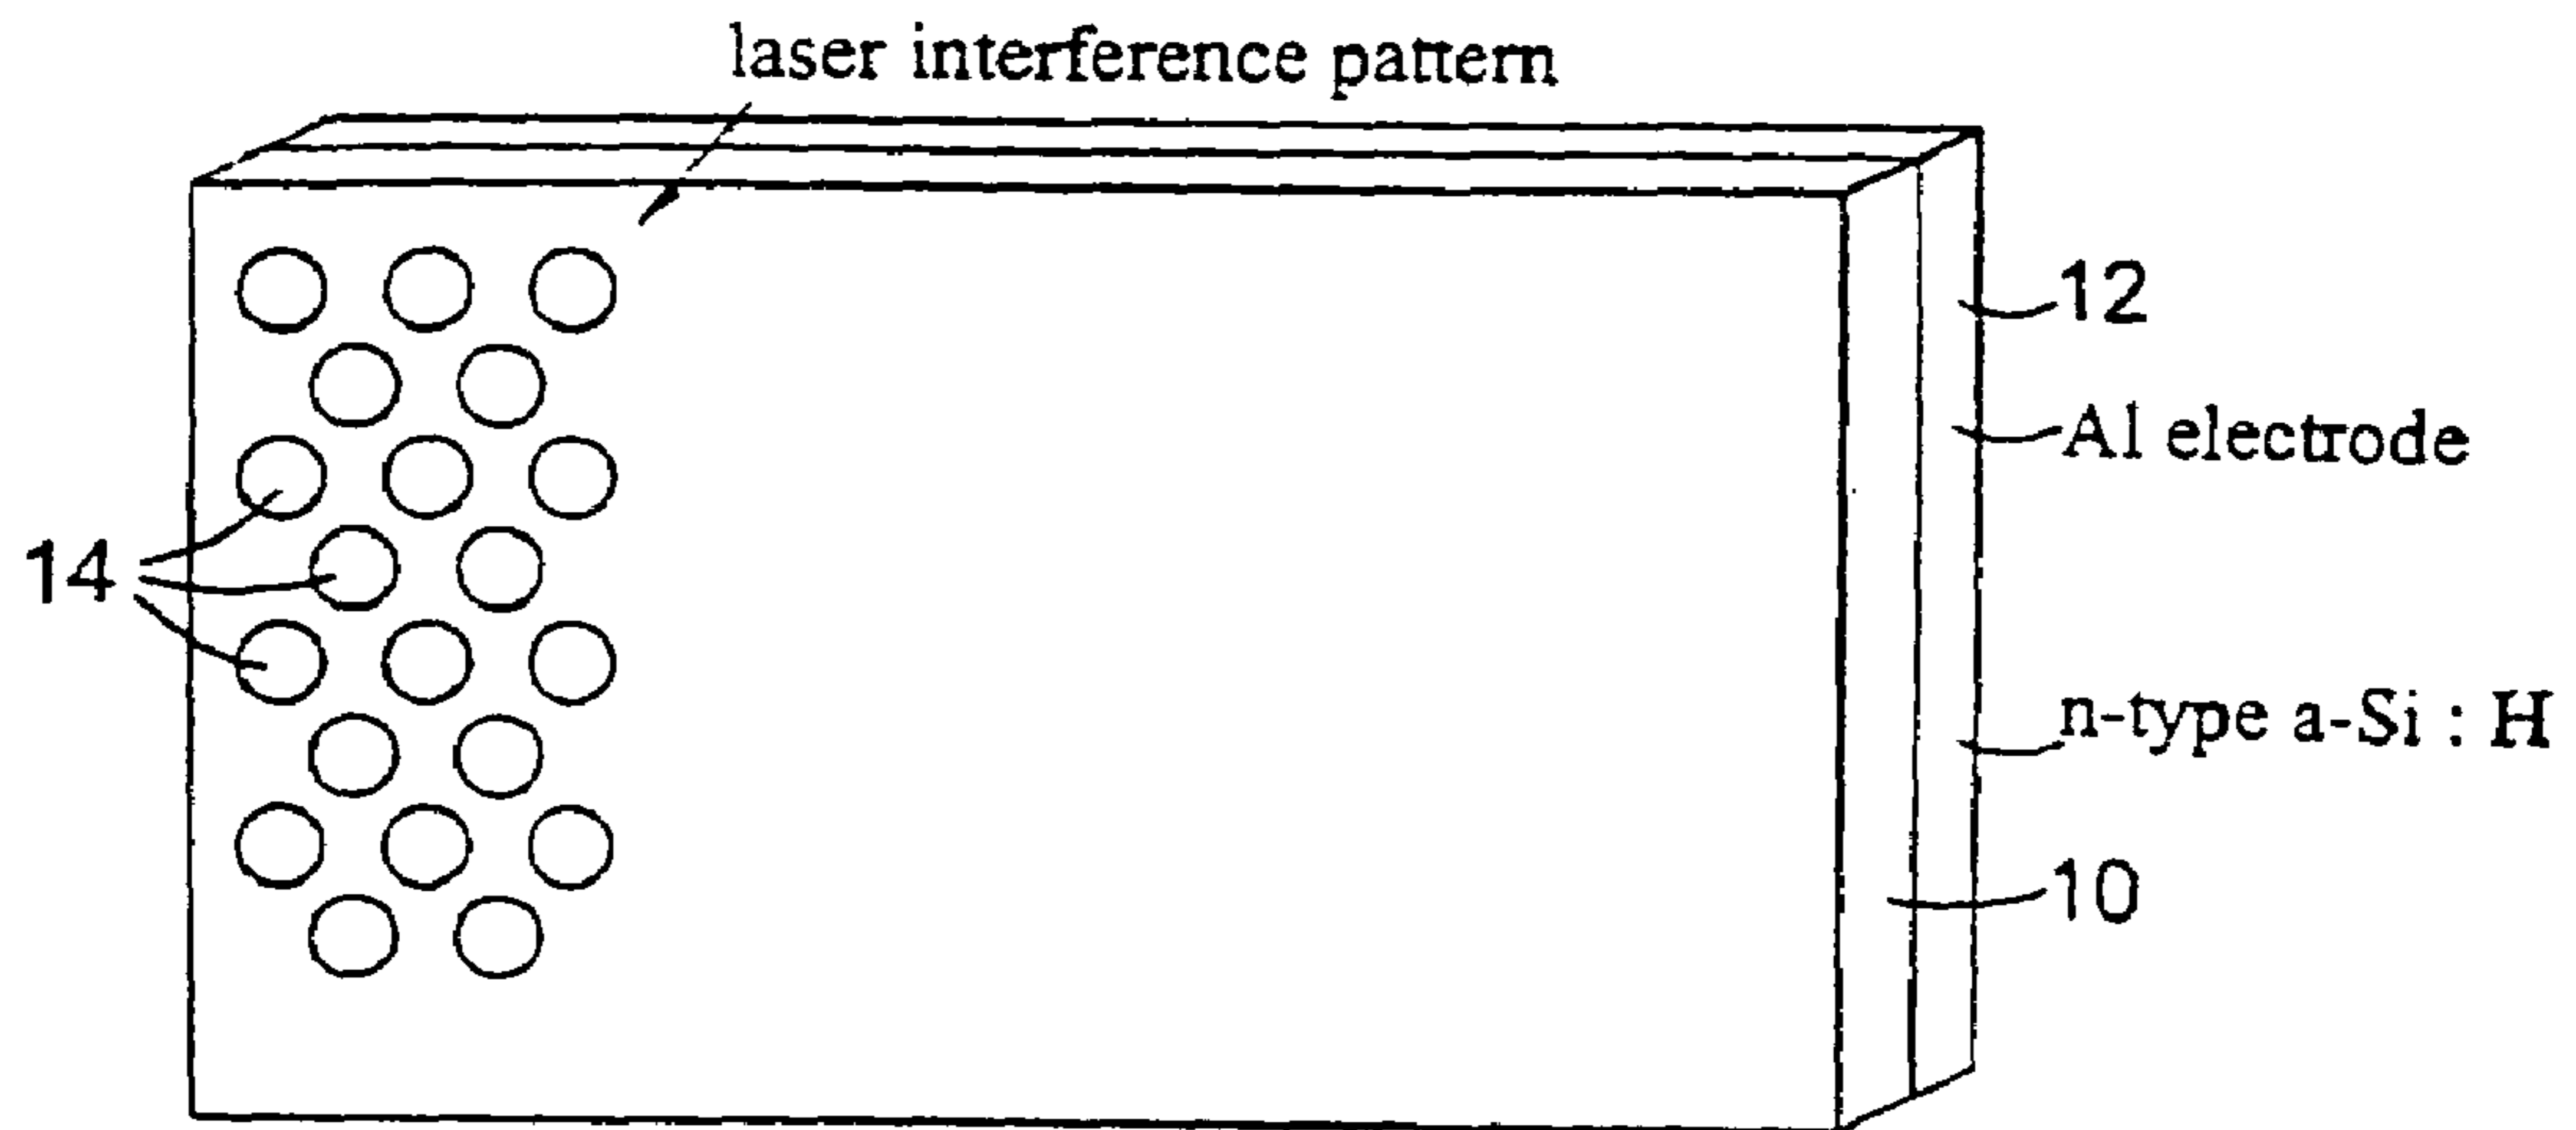 laser interference pattern
12
Al electrode
14
n-type a-Si : H
10